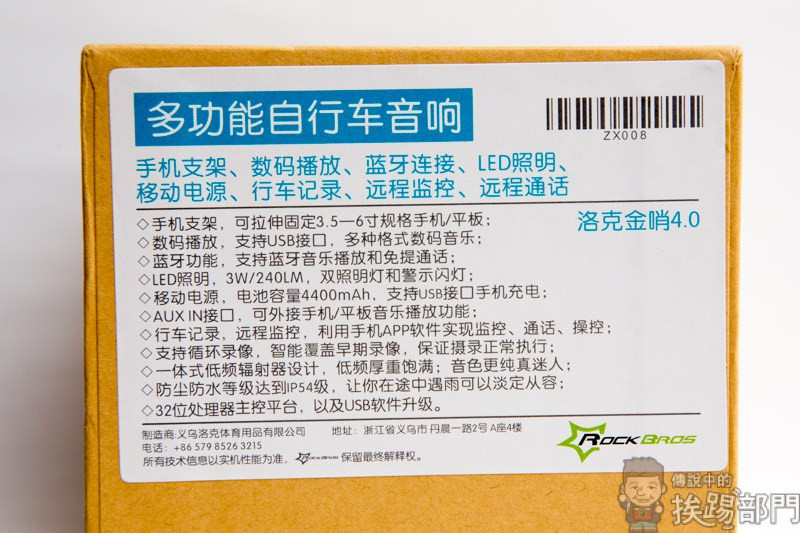 多功能自行车音响
ZX008
手机支架、数码播放、蓝牙连接、LED照明、
移动电源、行车记录、远程监控、远程通话
洛克金哨4.0
◇手机支架，可拉伸固定3.5—6寸规格手机/平板；
◇数码播放，支持USB接口，多种格式数码音乐；
◇蓝牙功能，支持蓝牙音乐播放和免提通话；
◇LED照明，3W/240LM，双照明灯和警示闪灯；
◇移动电源，电池容量4400mAh，支持USB接口手机充电；
◇AUX IN接口，可外接手机/平板音乐播放功能；
◇行车记录，远程监控，利用手机APP软件实现监控、通话、操控；
◇支持循环录像，智能覆盖早期录像，保证摄录正常执行；
◇一体式低频辐射器设计，低频厚重饱满；音色更纯真迷人；
◇防尘防水等级达到IP54级，让你在途中遇雨可以淡定从容；
◇32位处理器主控平台，以及USB软件升级。
制造商:义乌洛克体育用品有限公司 地址：浙江省义乌市丹晨一路2号A座4楼
电话：+86 579 8526 3215
所有技术信息以实机性能为准，ROCKBROS 保留最终解释权。
ROCKBROS
傳說中的
挨踢部門